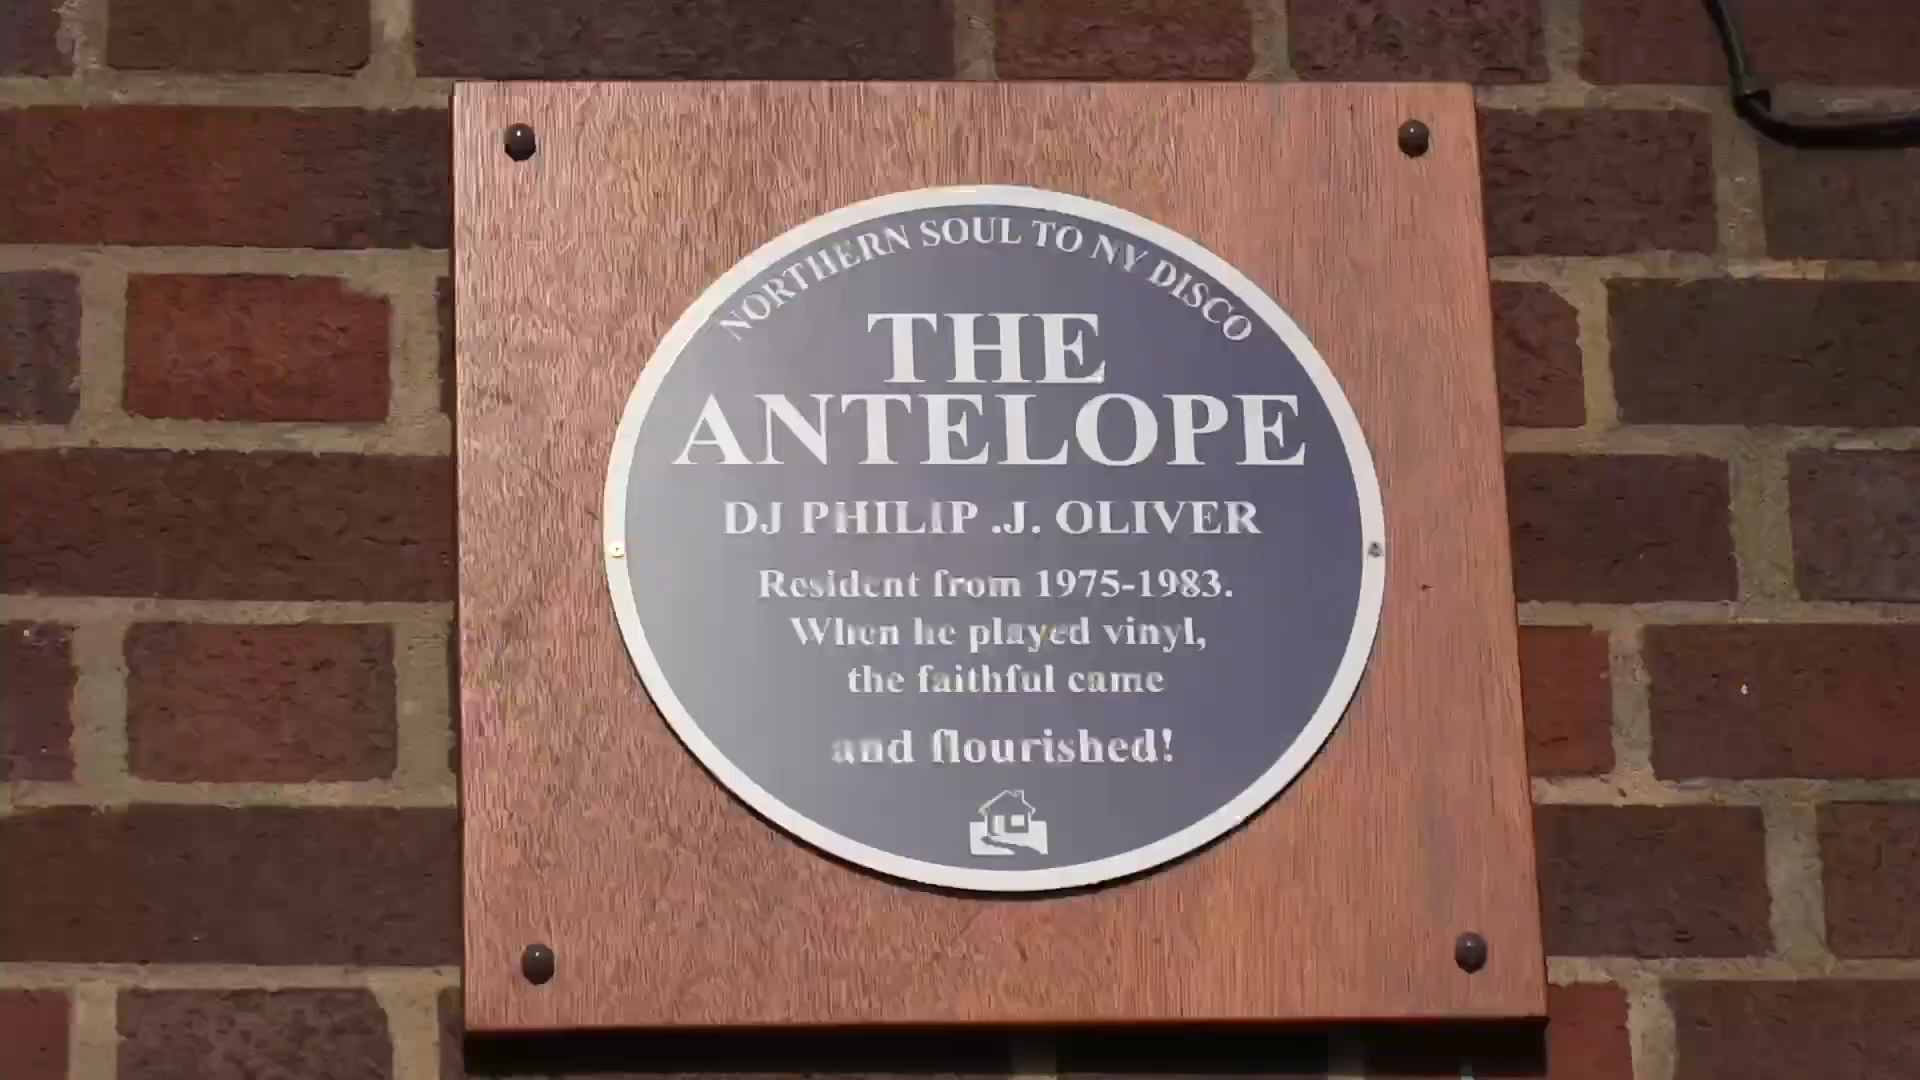 NORTHERN SOUL TO NY DISCO
THE
ANTELOPE
DJ PHILIP .J. OLIVER
Resident from 1975-1983.
When he played vinyl,
the faithful came
and flourished!